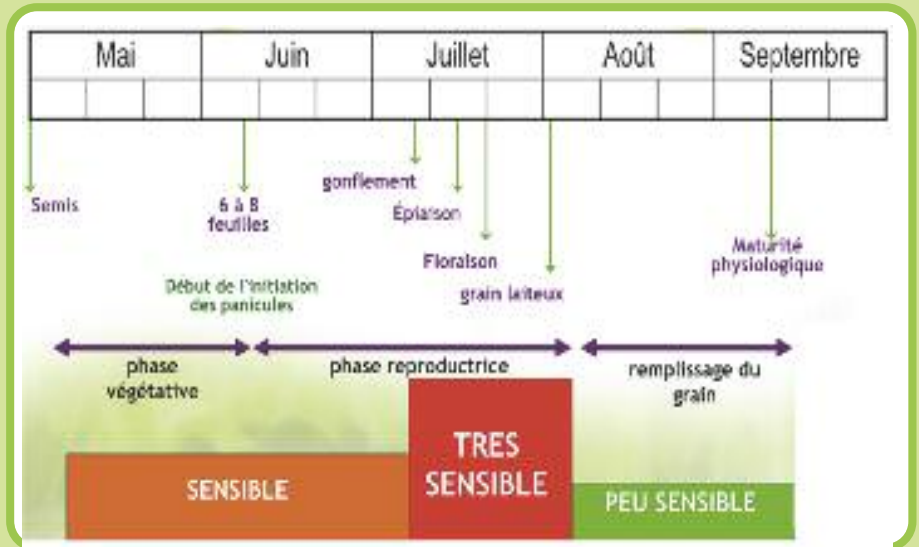 Mai Juin Juillet Août Septembre
Semis
6 à 8
feuilles
gonflement
Épiaison
Floraison
grain laiteux
Maturité
physiologique
Début de l'initiation
des panicules
phase
végétative
phase reproductrice
remplissage du
grain
SENSIBLE
TRES
SENSIBLE
PEU SENSIBLE